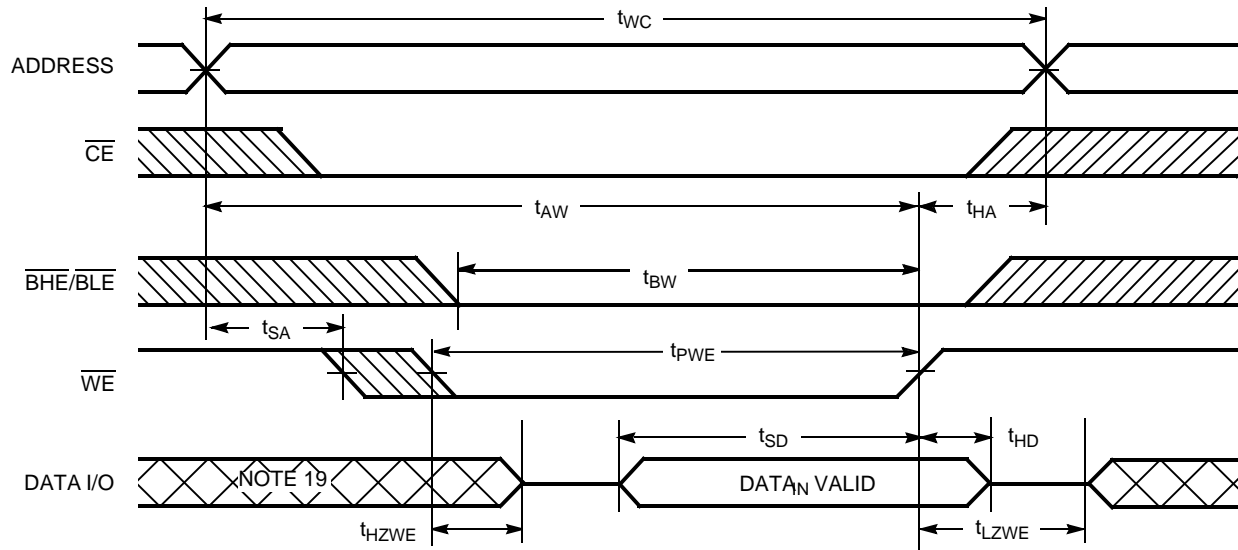 tWC
ADDRESS
CE
tAW
tHA
BHE/BLE
tBW
tSA
tPWE
WE
tSD
tHD
DATA I/O
NOTE 19
DATAIN VALID
tHZWE
tLZWE